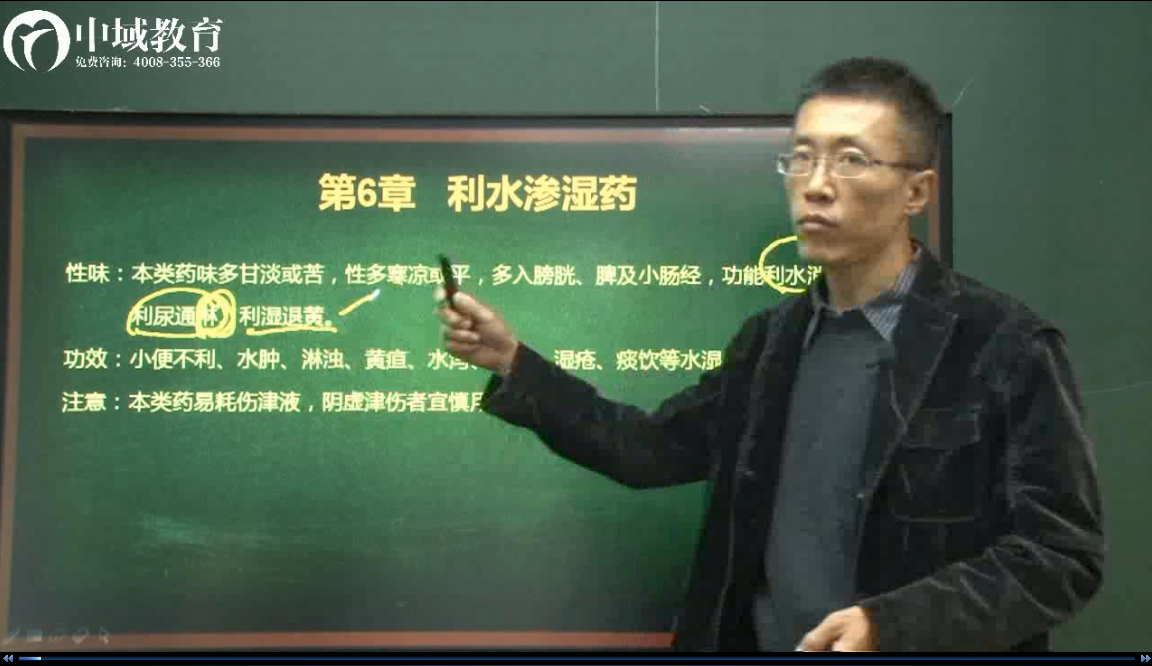 中域教育
免费咨询：4008-355-366
第6章 利水渗湿药
性味：本类药味多甘淡或苦，性多寒凉或平，多入膀胱、脾及小肠经，功能利水
利尿通淋 利湿退黄。
功效：小便不利、水肿、淋浊、黄疸、水泻、 湿疮、痰饮等水湿
注意：本类药易耗伤津液，阴虚津伤者宜慎用